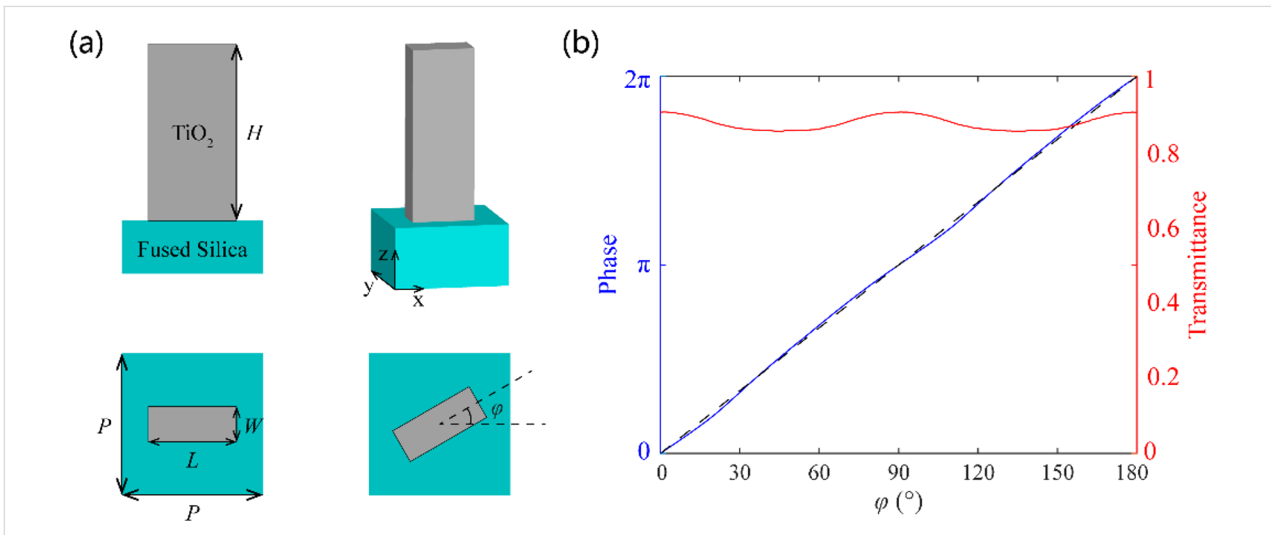 (a)
TiO₂
H
Fused Silica
z
y
x
P
W
L
P
φ
(b)
2π
π
0
Phase
1
0.8
0.6
0.4
0.2
0
Transmittance
0 30 60 90 120 150 180
φ (°)